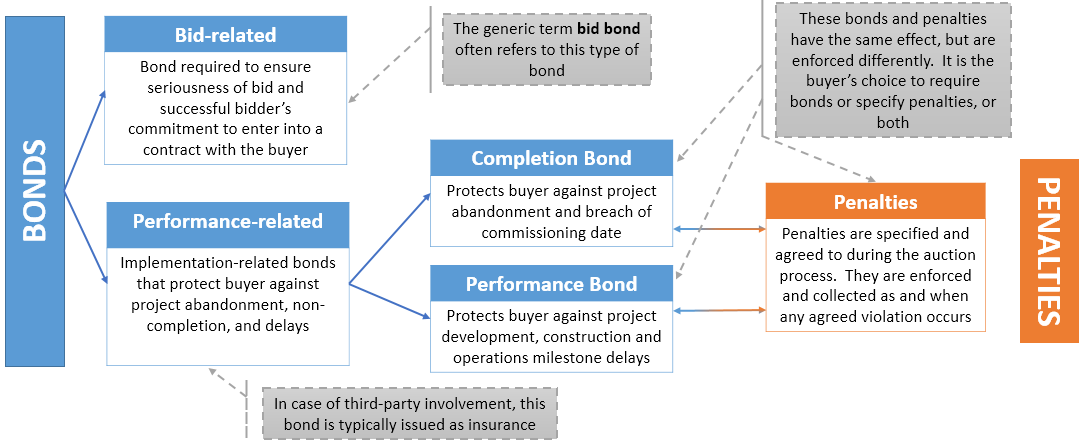 BONDS
Bid-related
Bond required to ensure
seriousness of bid and
successful bidder's
commitment to enter into a
contract with the buyer
The generic term bid bond
often refers to this type of
bond
These bonds and penalties
have the same effect, but are
enforced differently.  It is the
buyer's choice to require
bonds or specify penalties, or
both
Performance-related
Implementation-related bonds
that protect buyer against
project abandonment, non-
completion, and delays
Completion Bond
Protects buyer against project
abandonment and breach of
commissioning date
Performance Bond
Protects buyer against project
development, construction and
operations milestone delays
Penalties
Penalties are specified and
agreed to during the auction
process.  They are enforced
and collected as and when
any agreed violation occurs
PENALTIES
In case of third-party involvement, this
bond is typically issued as insurance